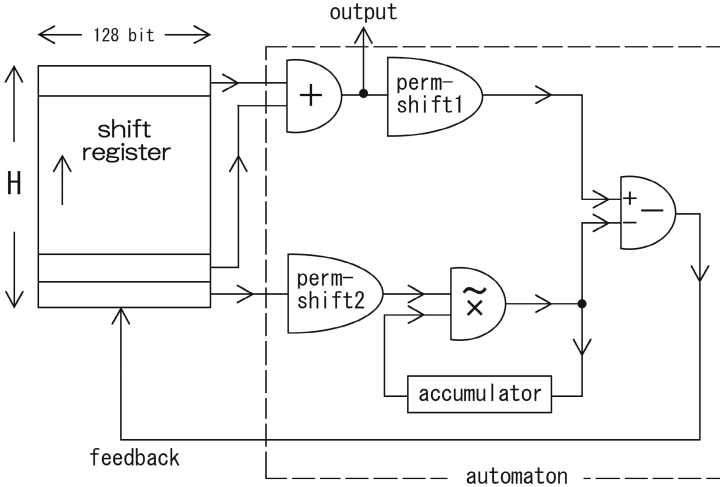 output
128 bit
+
perm-
shift1
shift
register
H
+
−
−
perm-
shift2
~
×
accumulator
feedback
automaton